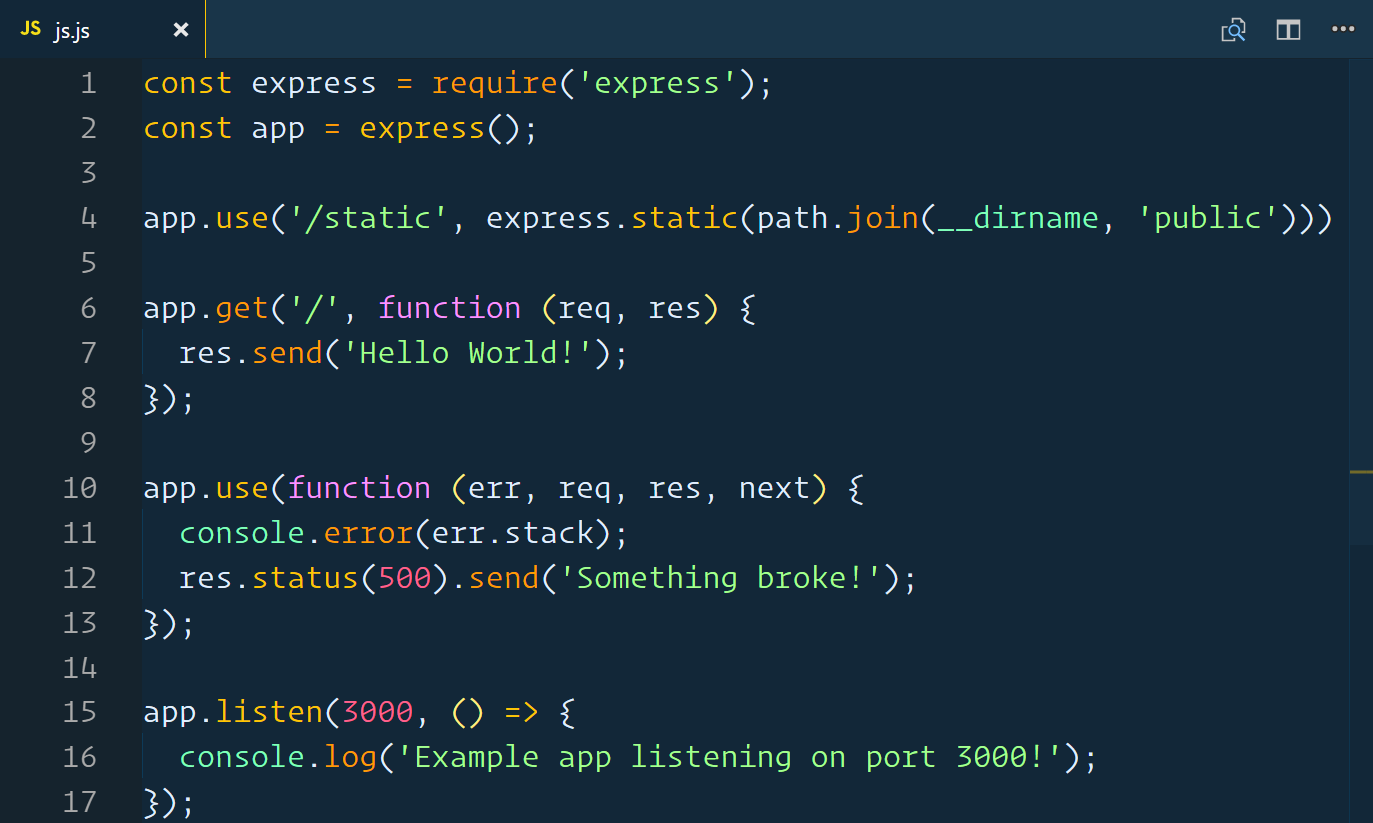 JS js.js ×
1 const express = require('express');
2 const app = express();
3
4 app.use('/static', express.static(path.join(__dirname, 'public')))
5
6 app.get('/', function (req, res) {
7   res.send('Hello World!');
8 });
9
10 app.use(function (err, req, res, next) {
11   console.error(err.stack);
12   res.status(500).send('Something broke!');
13 });
14
15 app.listen(3000, () => {
16   console.log('Example app listening on port 3000!');
17 });